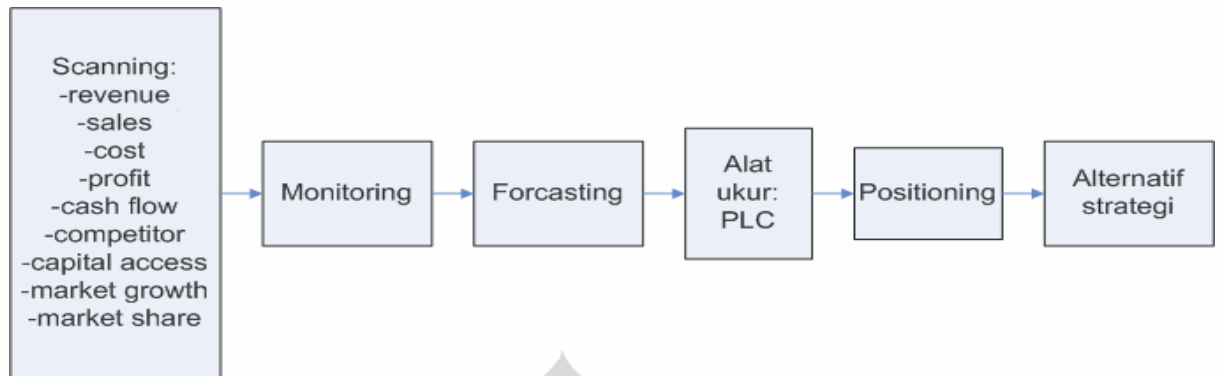 Scanning:
-revenue
-sales
-cost
-profit
-cash flow
-competitor
-capital access
-market growth
-market share
Monitoring
Forcasting
Alat
ukur:
PLC
Positioning
Alternatif
strategi